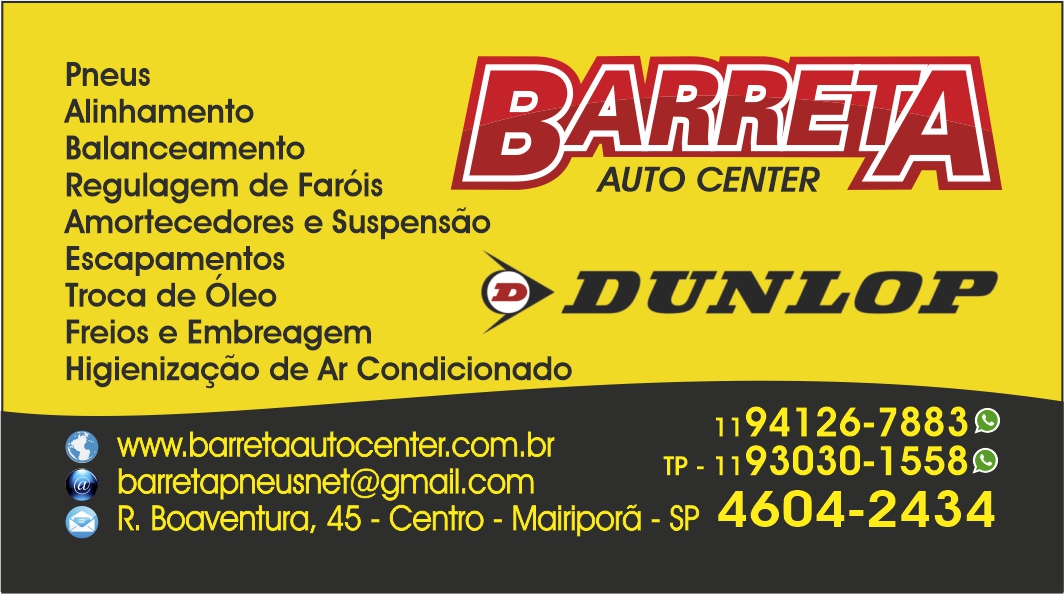 Pneus
Alinhamento
Balanceamento
Regulagem de Faróis
Amortecedores e Suspensão
Escapamentos
Troca de Óleo
Freios e Embreagem
Higienização de Ar Condicionado
BARRETA
AUTO CENTER
D DUNLOP
www.barretaautocenter.com.br
@ barretapneusnet@gmail.com
R. Boaventura, 45 - Centro - Mairiporã - SP
11 94126-7883
TP - 11 93030-1558
4604-2434